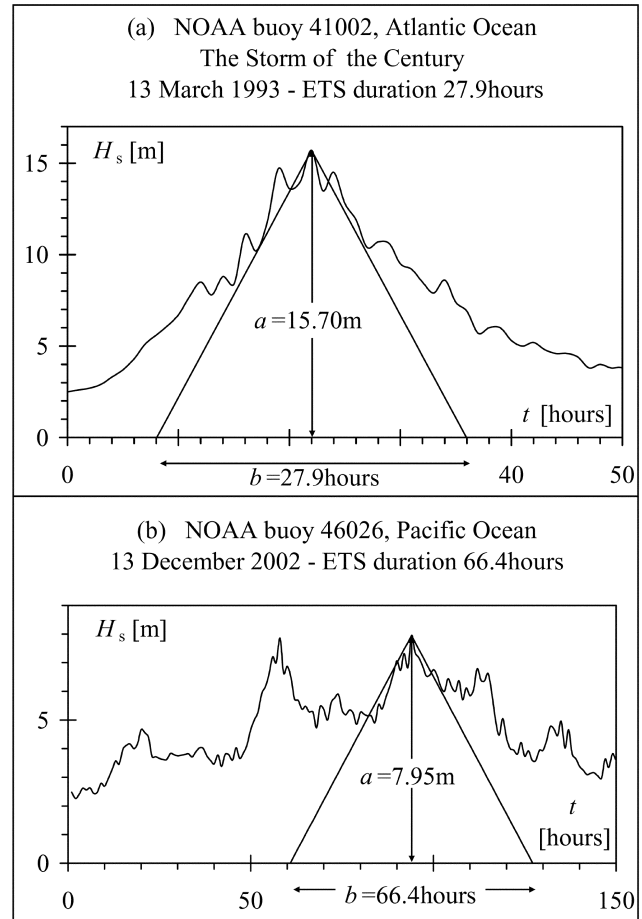 (a) NOAA buoy 41002, Atlantic Ocean
The Storm of the Century
13 March 1993 - ETS duration 27.9hours
Hs [m]
15
10
a=15.70m
5
t [hours]
0
0 40 50
b=27.9hours
(b) NOAA buoy 46026, Pacific Ocean
13 December 2002 - ETS duration 66.4hours
Hs [m]
5
a=7.95m
t
[hours]
0
0 50 150
b=66.4hours